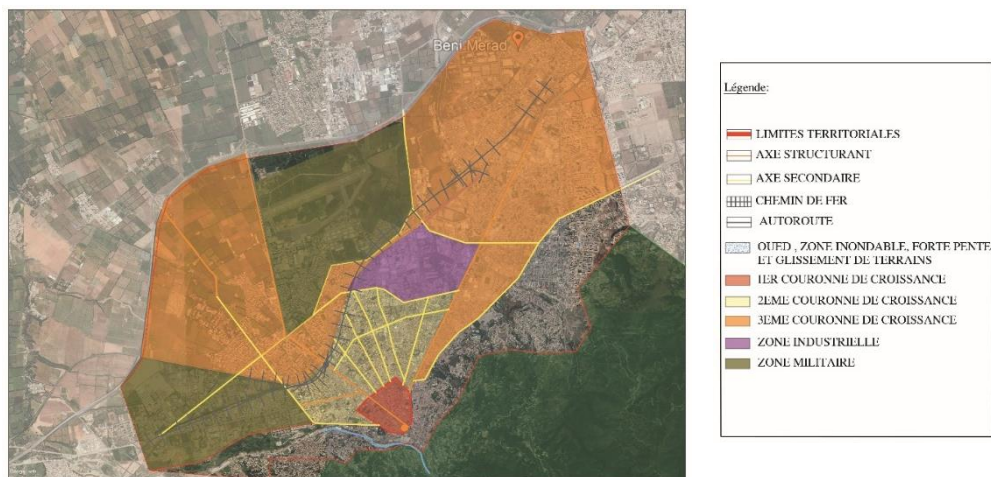 Beni Merad
Légende:
LIMITES TERRITORIALES
AXE STRUCTURANT
AXE SECONDAIRE
CHEMIN DE FER
AUTOROUTE
OUED , ZONE INONDABLE, FORTE PENTE
ET GLISSEMENT DE TERRAINS
1ER COURONNE DE CROISSANCE
2EME COURONNE DE CROISSANCE
3EME COURONNE DE CROISSANCE
ZONE INDUSTRIELLE
ZONE MILITAIRE